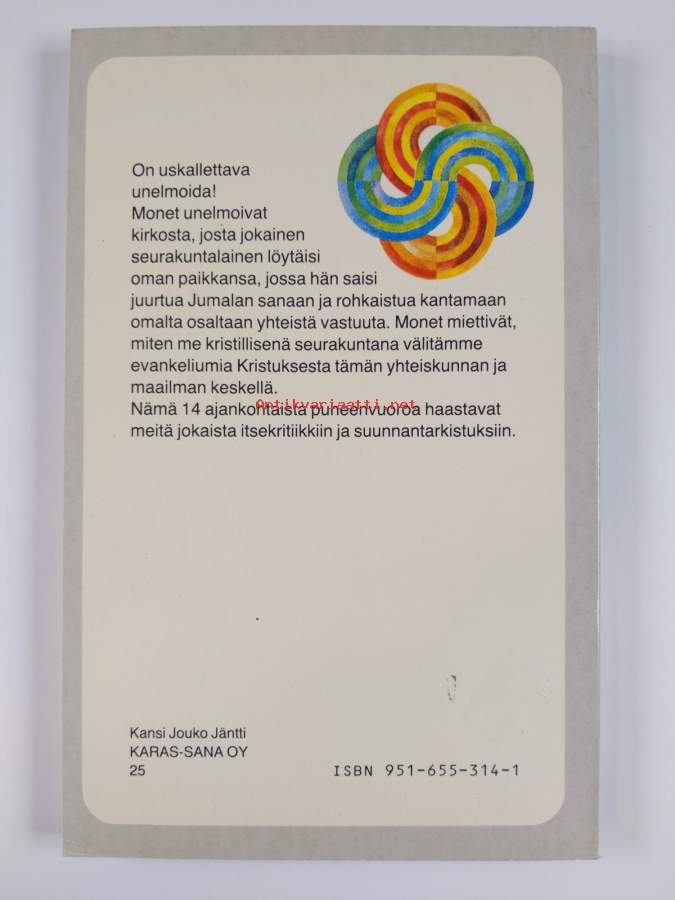 On uskallettava
unelmoida!
Monet unelmoivat
kirkosta, josta jokainen
seurakuntalainen löytäisi
oman paikkansa, jossa hän saisi
juurtua Jumalan sanaan ja rohkaistua kantamaan
omalta osaltaan yhteistä vastuuta. Monet miettivät,
miten me kristillisenä seurakuntana välitämme
evankeliumia Kristuksesta tämän yhteiskunnan ja
maailman keskellä.
Antikvariaatti.net
Nämä 14 ajankohtaista puheenvuoroa haastavat
meitä jokaista itsekritiikkiin ja suunnantarkistuksiin.
Kansi Jouko Jäntti
KARAS-SANA OY
25
ISBN 951-655-314-1